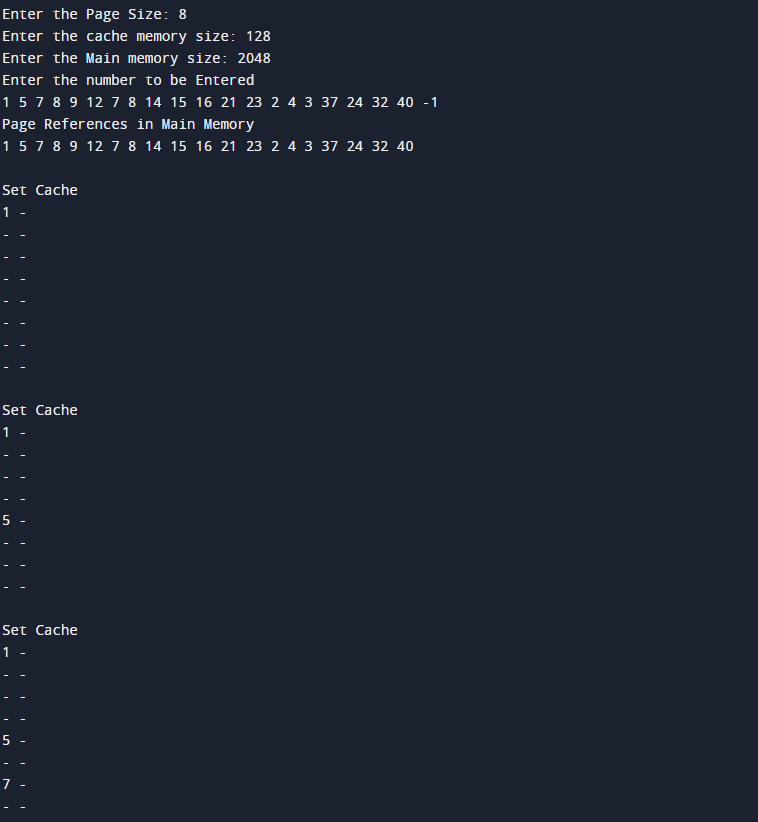 Enter the Page Size: 8
Enter the cache memory size: 128
Enter the Main memory size: 2048
Enter the number to be Entered
1 5 7 8 9 12 7 8 14 15 16 21 23 2 4 3 37 24 32 40 -1
Page References in Main Memory
1 5 7 8 9 12 7 8 14 15 16 21 23 2 4 3 37 24 32 40
Set Cache
1 -
- -
- -
- -
- -
- -
- -
- -
Set Cache
1 -
- -
- -
- -
5 -
- -
- -
- -
Set Cache
1 -
- -
- -
- -
5 -
- -
7 -
- -